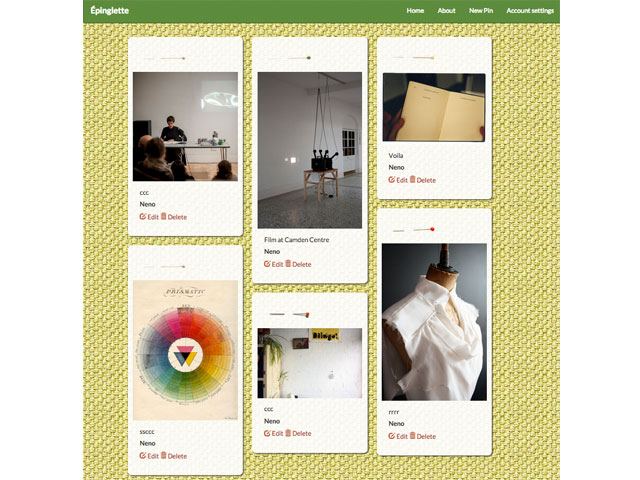 Épinglette
Home About New Pin Account settings
ccc
Neno
Edit Delete
PRISMATIC
ssccc
Neno
Edit Delete
Film at Camden Centre
Neno
Edit Delete
Blingo!
ccc
Neno
Edit Delete
Voila
Neno
Edit Delete
rrrr
Neno
Edit Delete